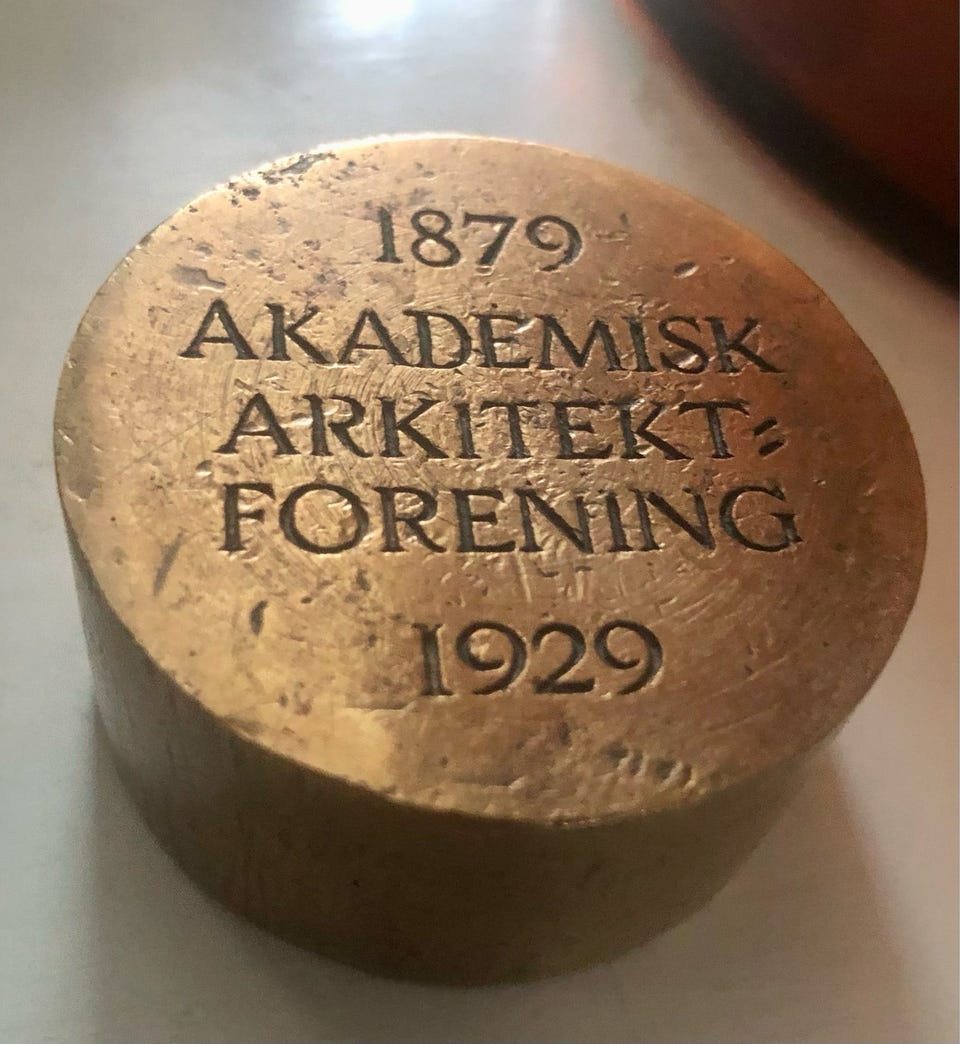 1879
AKADEMISK
ARKITEKT=
FORENING
1929